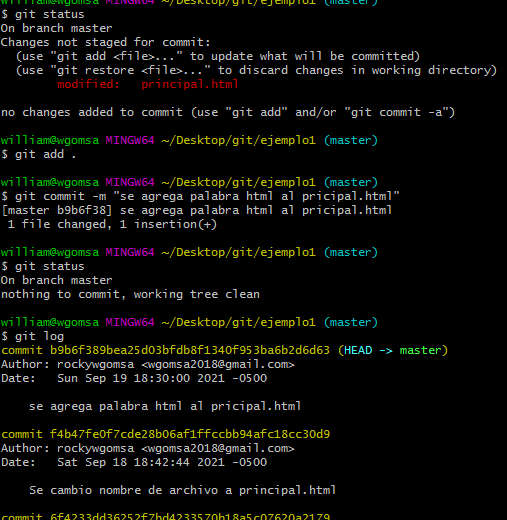 william@wgomsa MINGW64 ~/Desktop/git/ejemplo1 (master)
$ git status
On branch master
Changes not staged for commit:
  (use "git add <file>..." to update what will be committed)
  (use "git restore <file>..." to discard changes in working directory)
        modified:   principal.html

no changes added to commit (use "git add" and/or "git commit -a")

william@wgomsa MINGW64 ~/Desktop/git/ejemplo1 (master)
$ git add .

william@wgomsa MINGW64 ~/Desktop/git/ejemplo1 (master)
$ git commit -m "se agrega palabra html al pricipal.html"
[master b9b6f38] se agrega palabra html al pricipal.html
 1 file changed, 1 insertion(+)

william@wgomsa MINGW64 ~/Desktop/git/ejemplo1 (master)
$ git status
On branch master
nothing to commit, working tree clean

william@wgomsa MINGW64 ~/Desktop/git/ejemplo1 (master)
$ git log
commit b9b6f389bea25d03bfdb8f1340f953ba6b2d6d63 (HEAD -> master)
Author: rockywgomsa <wgomsa2018@gmail.com>
Date:   Sun Sep 19 18:30:00 2021 -0500

    se agrega palabra html al pricipal.html

commit f4b47fe0f7cde28b06af1ffccbb94afc18cc30d9
Author: rockywgomsa <wgomsa2018@gmail.com>
Date:   Sat Sep 18 18:42:44 2021 -0500

    Se cambio nombre de archivo a principal.html

commit 6f4233dd36252f7bd4233570b18a5c07620a2179